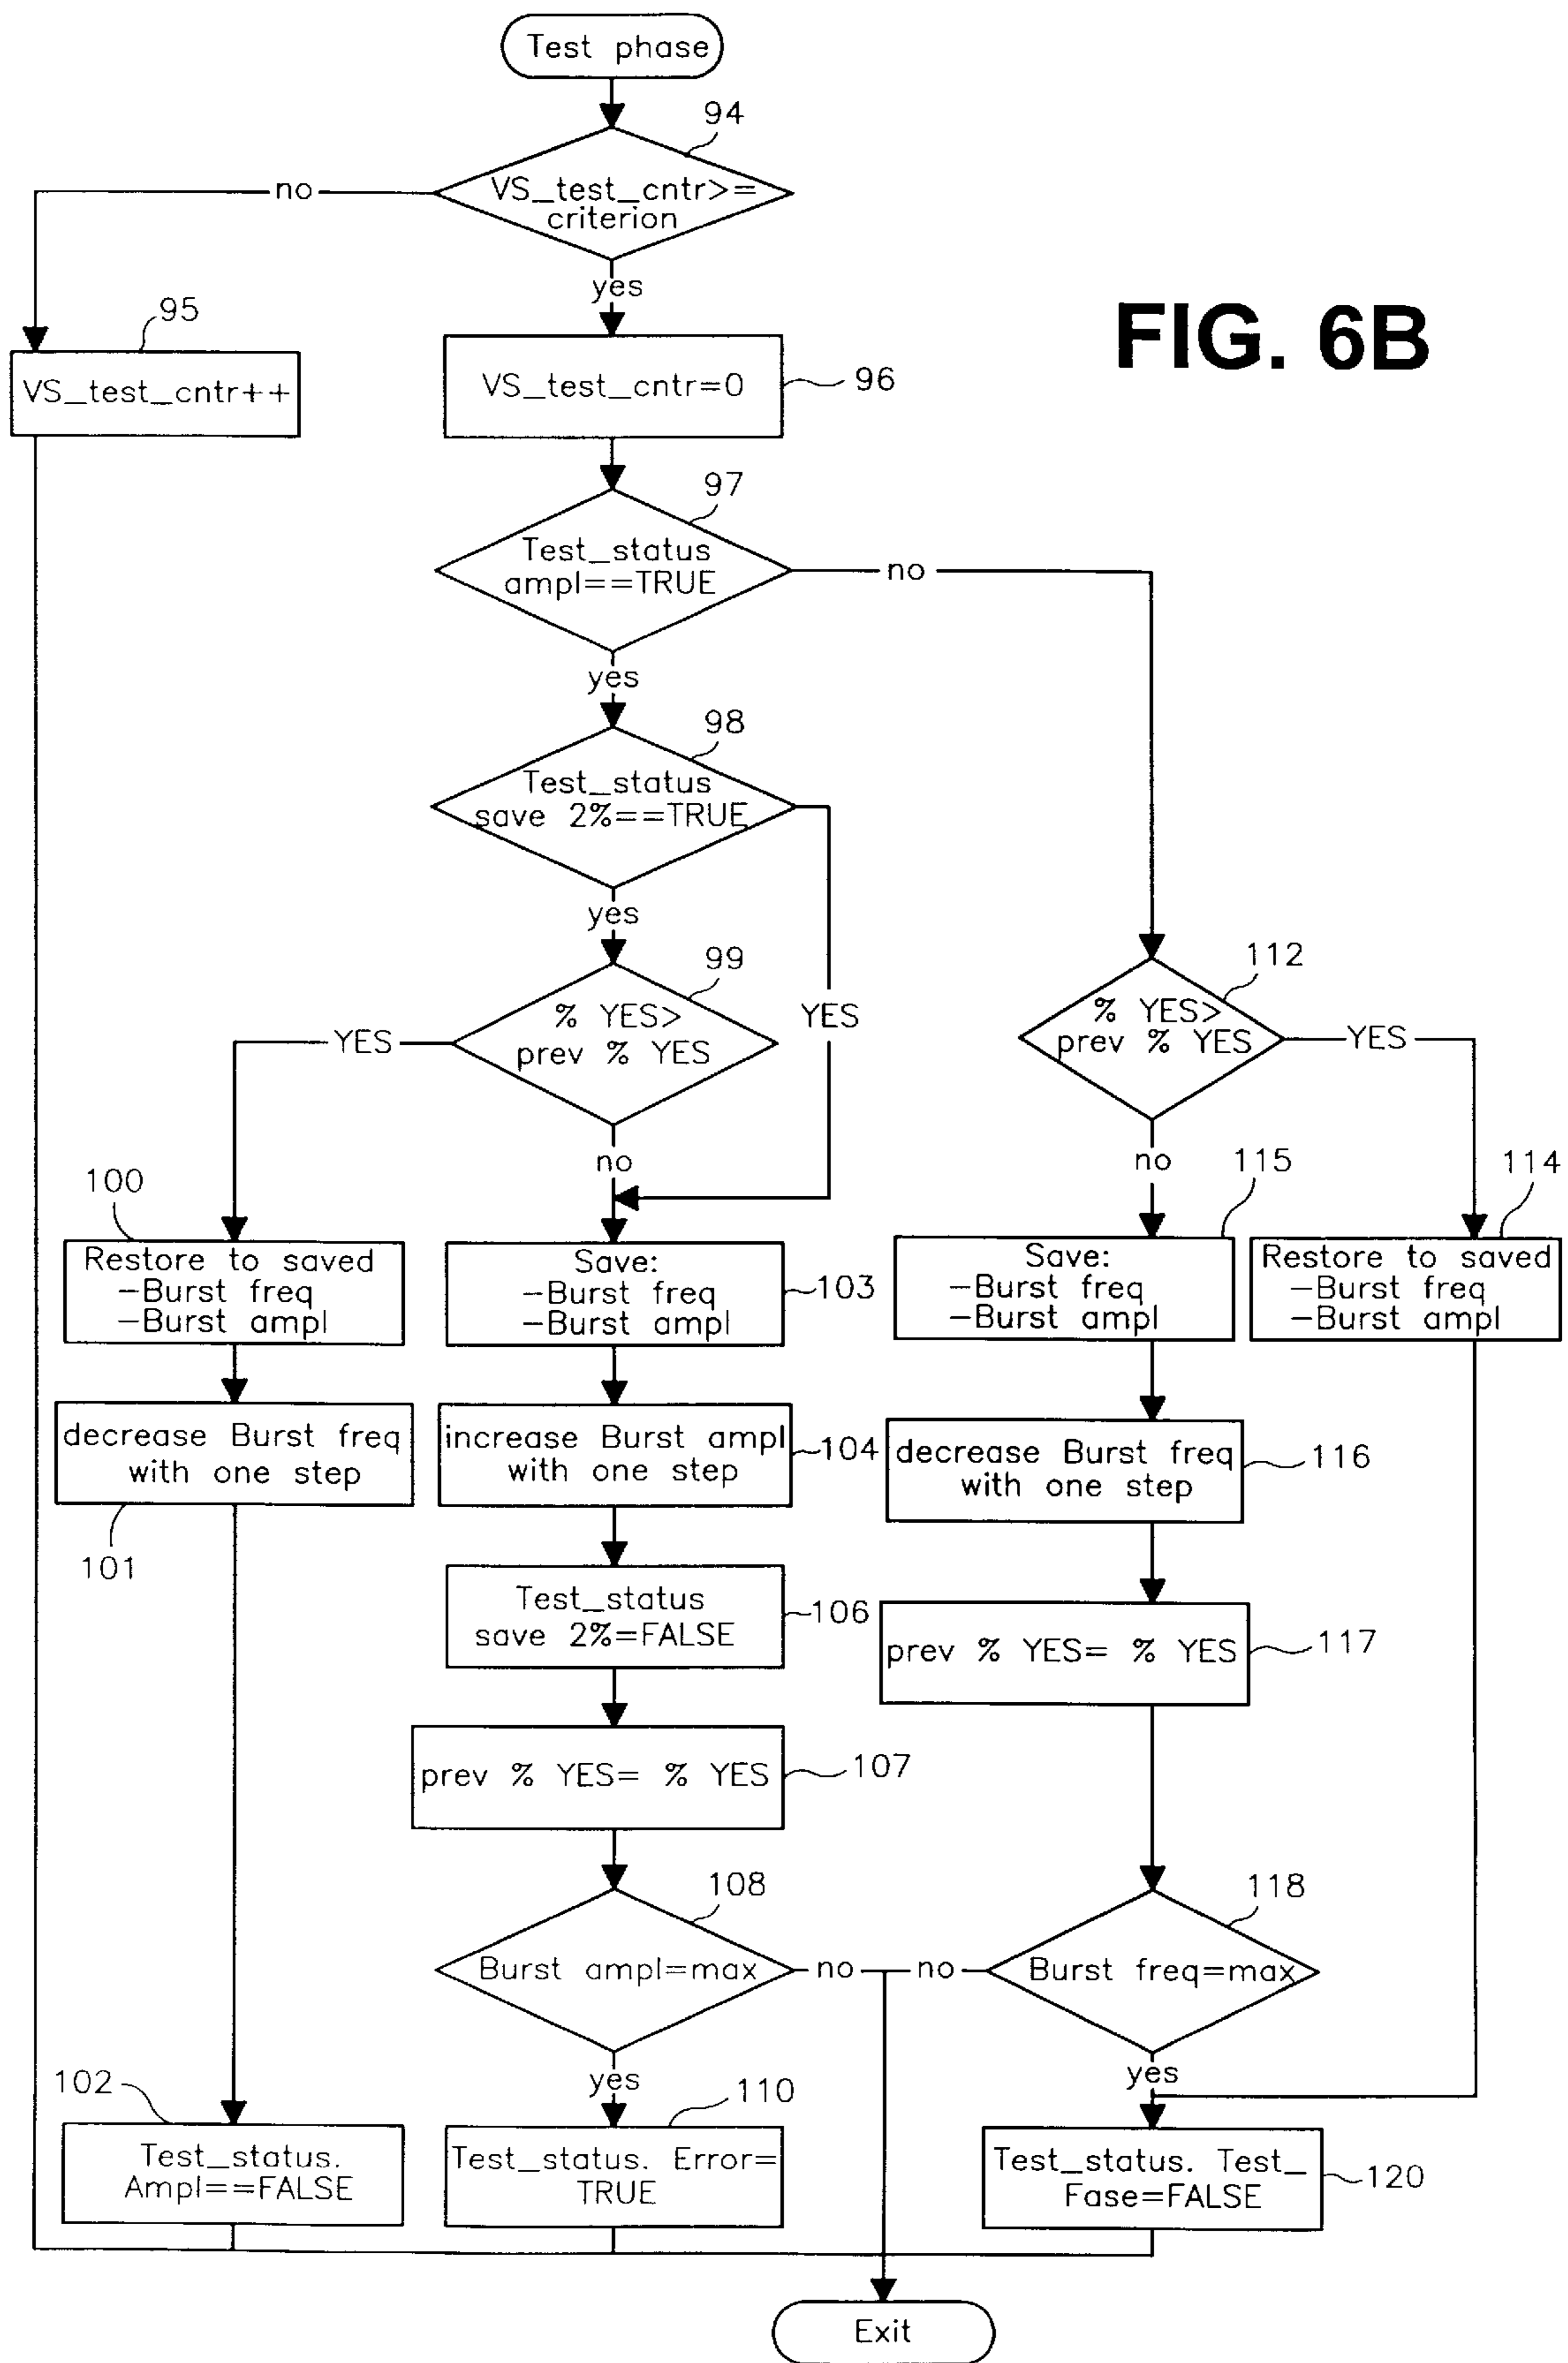 Test phase
94
VS_test_cntr>=
criterion
no
yes
FIG. 6B
95
VS_test_cntr++
VS_test_cntr=0
96
97
Test_status
ampl==TRUE
no
yes
98
Test_status
save 2%==TRUE
yes
YES
99
% YES>
prev % YES
YES
no
112
% YES>
prev % YES
YES
no
100
Restore to saved
-Burst freq
-Burst ampl
Save:
-Burst freq
-Burst ampl
103
115
Save:
-Burst freq
-Burst ampl
114
Restore to saved
-Burst freq
-Burst ampl
decrease Burst freq
with one step
101
increase Burst ampl
with one step
104
decrease Burst freq
with one step
116
Test_status
save 2%=FALSE
106
prev % YES= % YES
117
prev % YES= % YES
107
108
Burst ampl=max
no
yes
118
Burst freq=max
no
yes
102
Test_status.
Ampl==FALSE
110
Test_status. Error=
TRUE
Test_status. Test_
Fase=FALSE
120
Exit